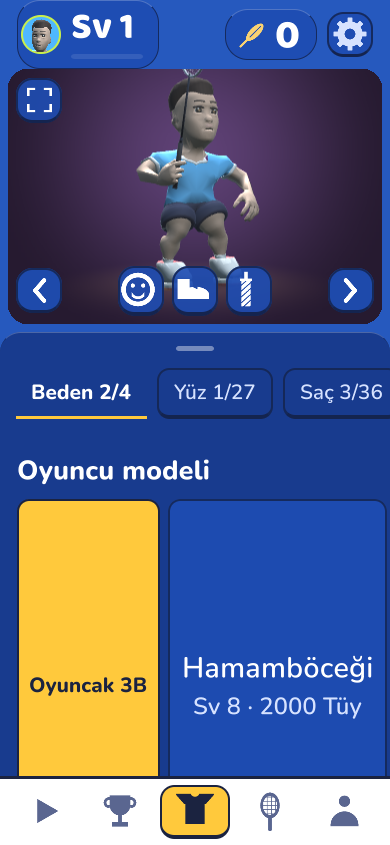 Sv 1
0
Beden 2/4
Yüz 1/27
Saç 3/36
Oyuncu modeli
Oyuncak 3B
Hamamböceği
Sv 8 · 2000 Tüy